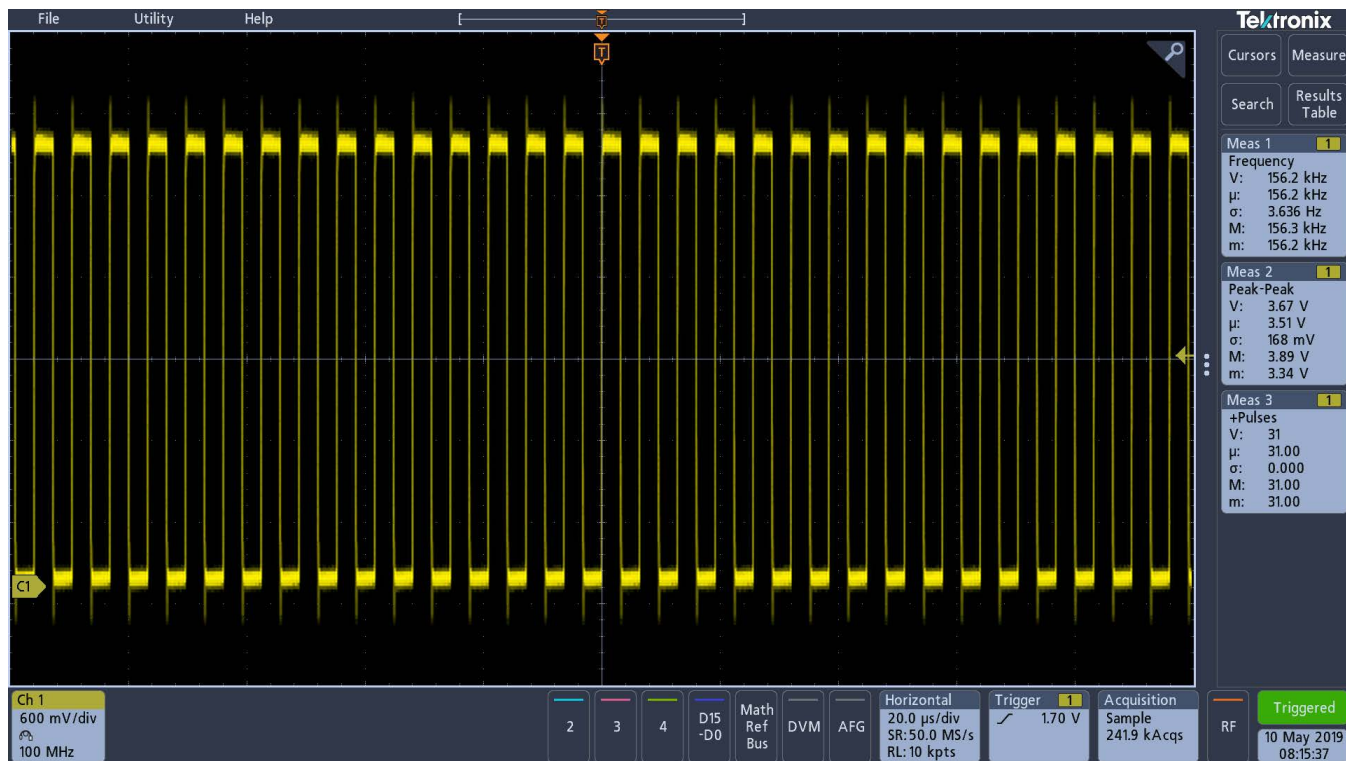 File Utility Help
[ T ]
Tektronix
T
Cursors Measure
Search Results
Table
Meas 1 1
Frequency
V: 156.2 kHz
µ: 156.2 kHz
σ: 3.636 Hz
M: 156.3 kHz
m: 156.2 kHz
Meas 2 1
Peak-Peak
V: 3.67 V
µ: 3.51 V
σ: 168 mV
M: 3.89 V
m: 3.34 V
Meas 3 1
+Pulses
V: 31
µ: 31.00
σ: 0.000
M: 31.00
m: 31.00
C1
Ch 1
600 mV/div
100 MHz
2
3
4
D15
-D0
Math
Ref
Bus
DVM
AFG
Horizontal
20.0 µs/div
SR: 50.0 MS/s
RL: 10 kpts
Trigger 1
1.70 V
Acquisition
Sample
241.9 kAcqs
RF
Triggered
10 May 2019
08:15:37